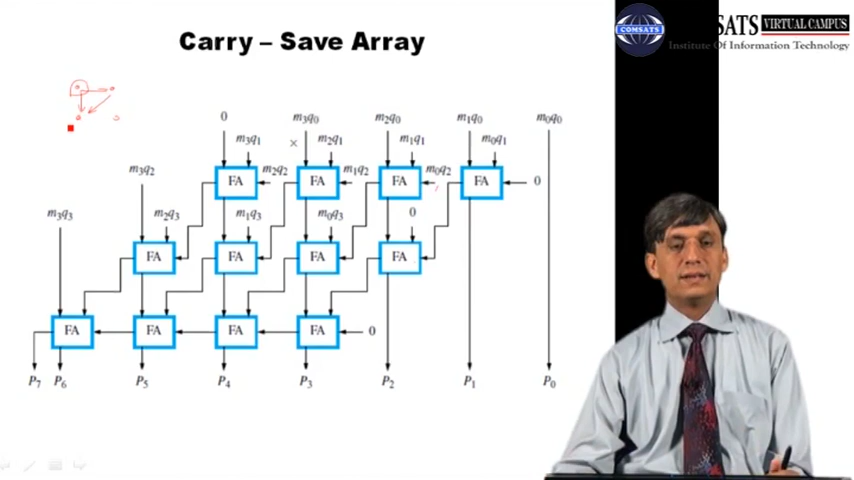 Carry – Save Array
COMSATS
SATS VIRTUAL CAMPUS
Institute Of Information Technology
0 m₃q₀ m₂q₀ m₁q₀ m₀q₀
m₃q₁ × m₂q₁ m₁q₁ m₀q₁
m₃q₂ FA m₂q₂ FA m₁q₂ FA m₀q₂ FA 0
m₃q₃ m₂q₃ m₁q₃ m₀q₃ 0
FA FA FA FA
FA FA FA FA 0
P₇ P₆ P₅ P₄ P₃ P₂ P₁ P₀